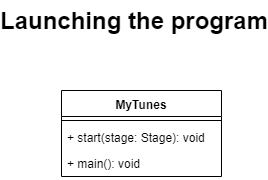 Launching the program
MyTunes
+ start(stage: Stage): void
+ main(): void